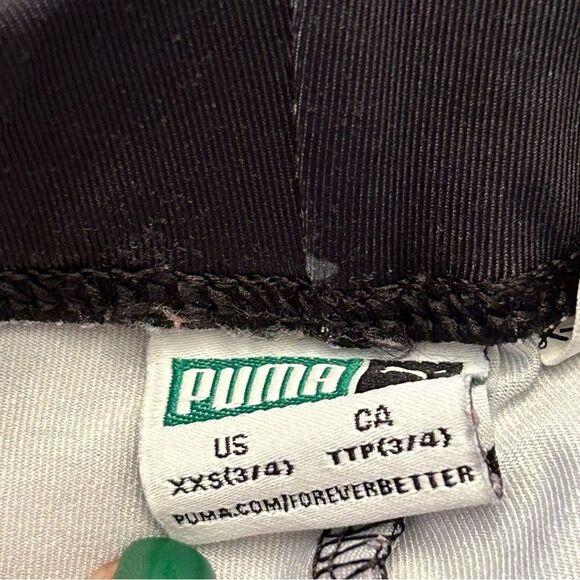 PUMA
US CA
XXS(3/4) TTP(3/4)
PUMA.COM/FOREVERBETTER